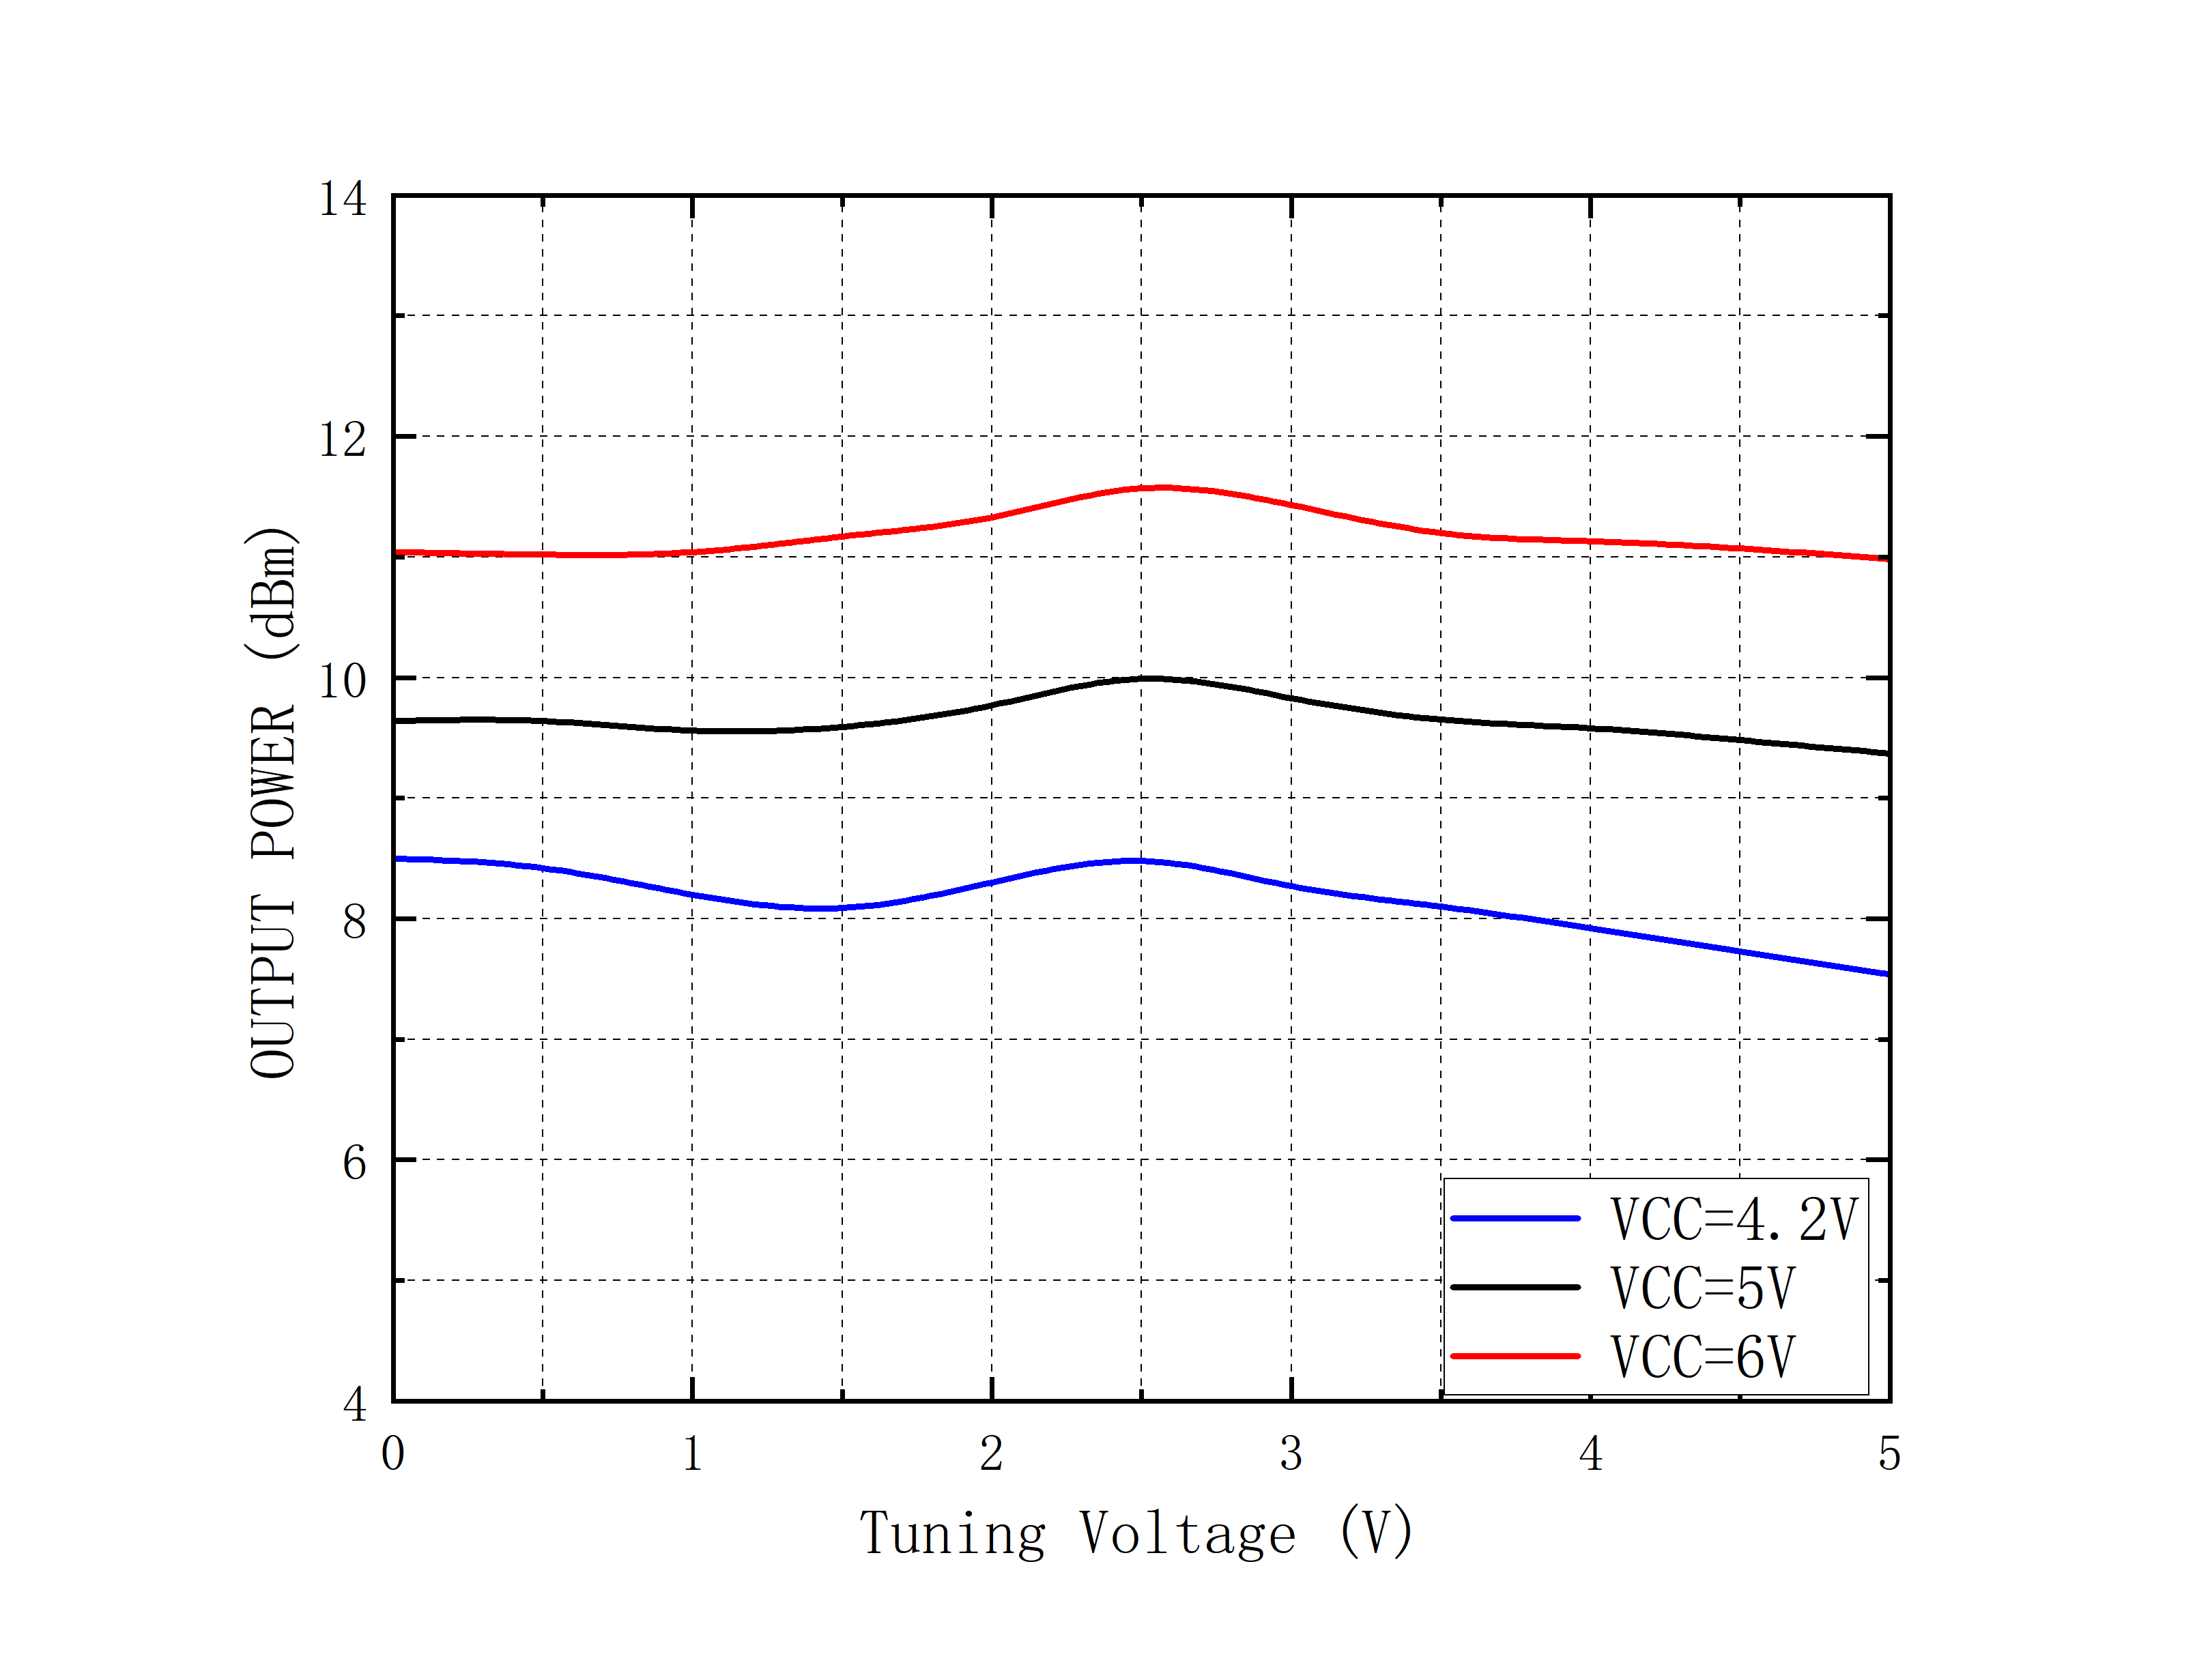 14
12
10
8
6
4
OUTPUT POWER (dBm)
VCC=4.2V
VCC=5V
VCC=6V
0 1 2 3 4 5
Tuning Voltage (V)